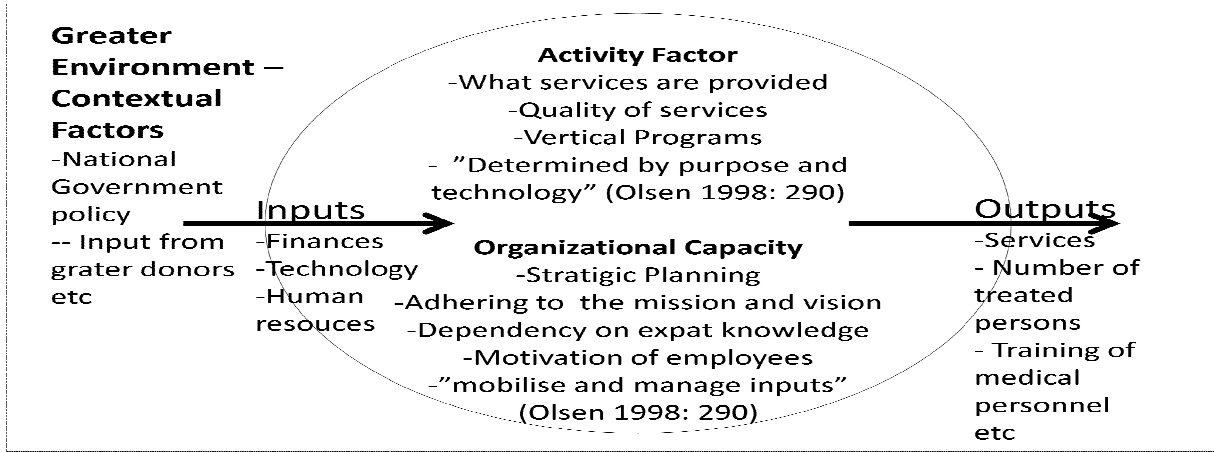 Greater
Environment –
Contextual
Factors
-National
Government
policy
-- Input from
grater donors
etc
Inputs
-Finances
-Technology
-Human
resouces
Activity Factor
-What services are provided
-Quality of services
-Vertical Programs
- ”Determined by purpose and
technology” (Olsen 1998: 290)
Organizational Capacity
-Stratigic Planning
-Adhering to the mission and vision
-Dependency on expat knowledge
-Motivation of employees
-”mobilise and manage inputs”
(Olsen 1998: 290)
Outputs
-Services
- Number of
treated
persons
- Training of
medical
personnel
etc